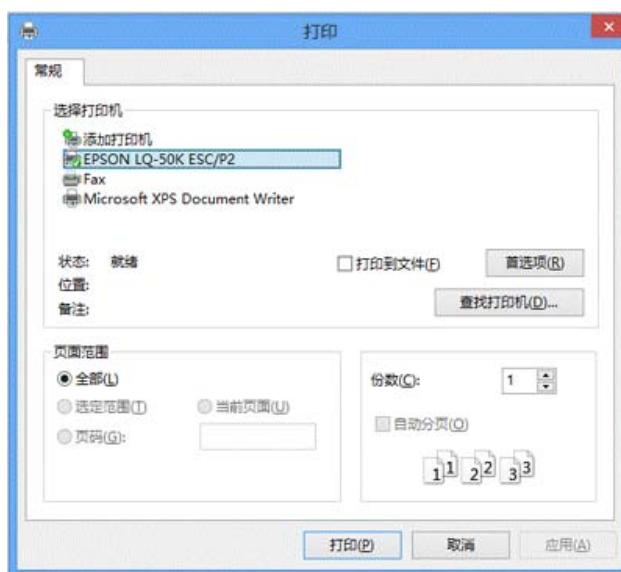 打印
常规
选择打印机
添加打印机
EPSON LQ-50K ESC/P2
Fax
Microsoft XPS Document Writer
状态: 就绪
打印到文件(F)
首选项(R)
位置:
备注:
查找打印机(D)...
页面范围
全部(L)
选定范围(T) 当前页面(U)
页码(G):
份数(C): 1
自动分页(O)
1 1 2 2 3 3
打印(P) 取消 应用(A)